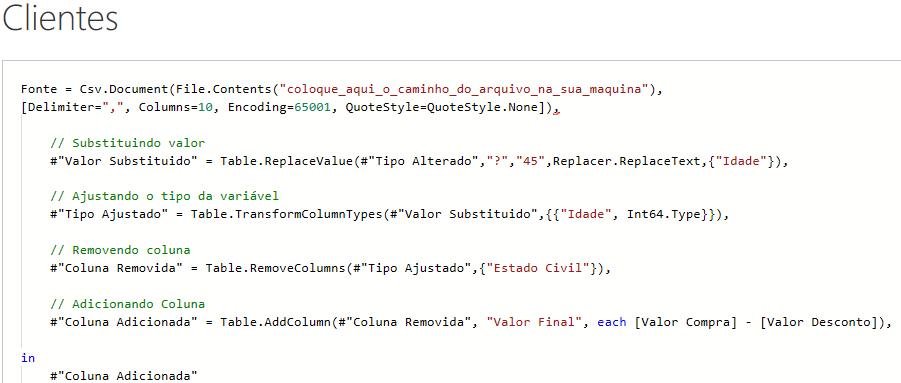 Clientes
Fonte = Csv.Document(File.Contents("coloque_aqui_o_caminho_do_arquivo_na_sua_maquina"),
[Delimiter=",", Columns=10, Encoding=65001, QuoteStyle=QuoteStyle.None]),
// Substituindo valor
#"Valor Substituido" = Table.ReplaceValue(#"Tipo Alterado","?","45",Replacer.ReplaceText,{"Idade"}),
// Ajustando o tipo da variável
#"Tipo Ajustado" = Table.TransformColumnTypes(#"Valor Substituido",{{"Idade", Int64.Type}}),
// Removendo coluna
#"Coluna Removida" = Table.RemoveColumns(#"Tipo Ajustado",{"Estado Civil"}),
// Adicionando Coluna
#"Coluna Adicionada" = Table.AddColumn(#"Coluna Removida", "Valor Final", each [Valor Compra] - [Valor Desconto]),
in
#"Coluna Adicionada"